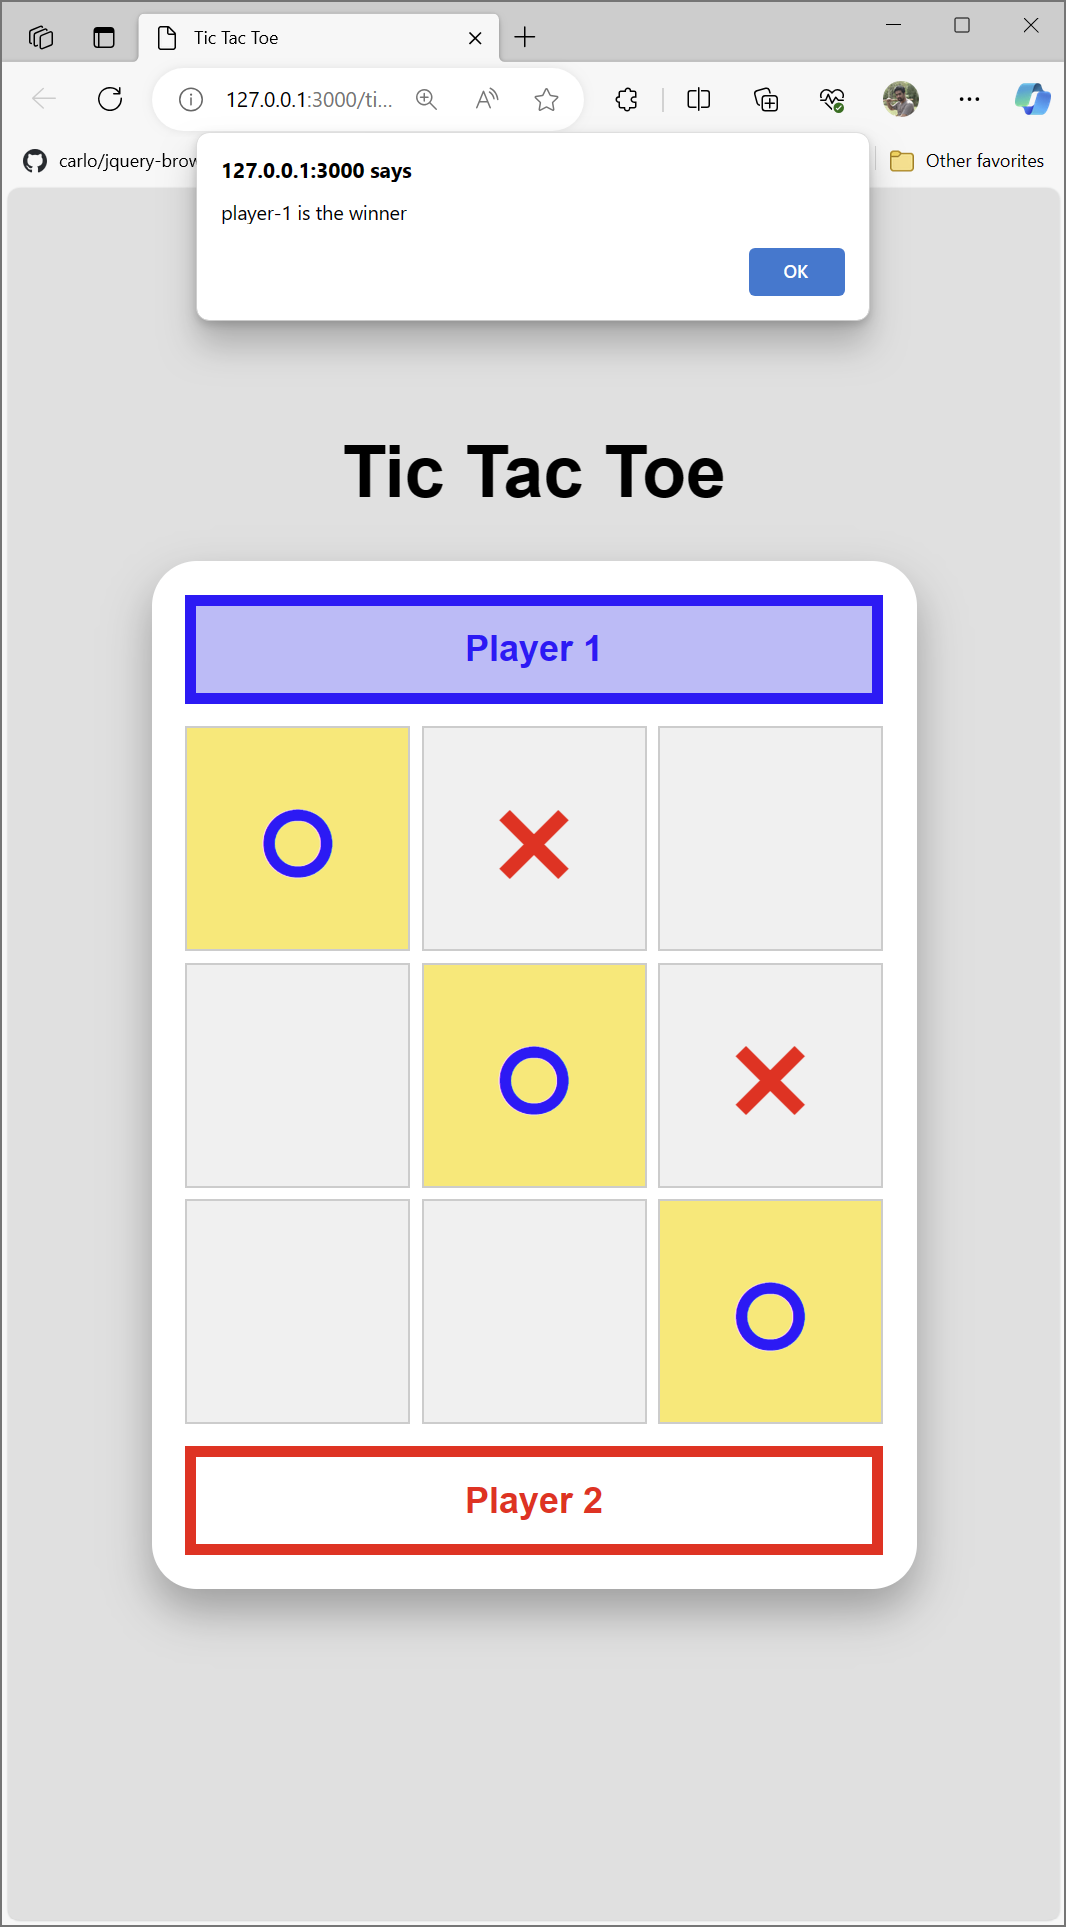 Tic Tac Toe
127.0.0.1:3000/ti...
carlo/jquery-brow
Other favorites
127.0.0.1:3000 says
player-1 is the winner
OK
Tic Tac Toe
Player 1
Player 2